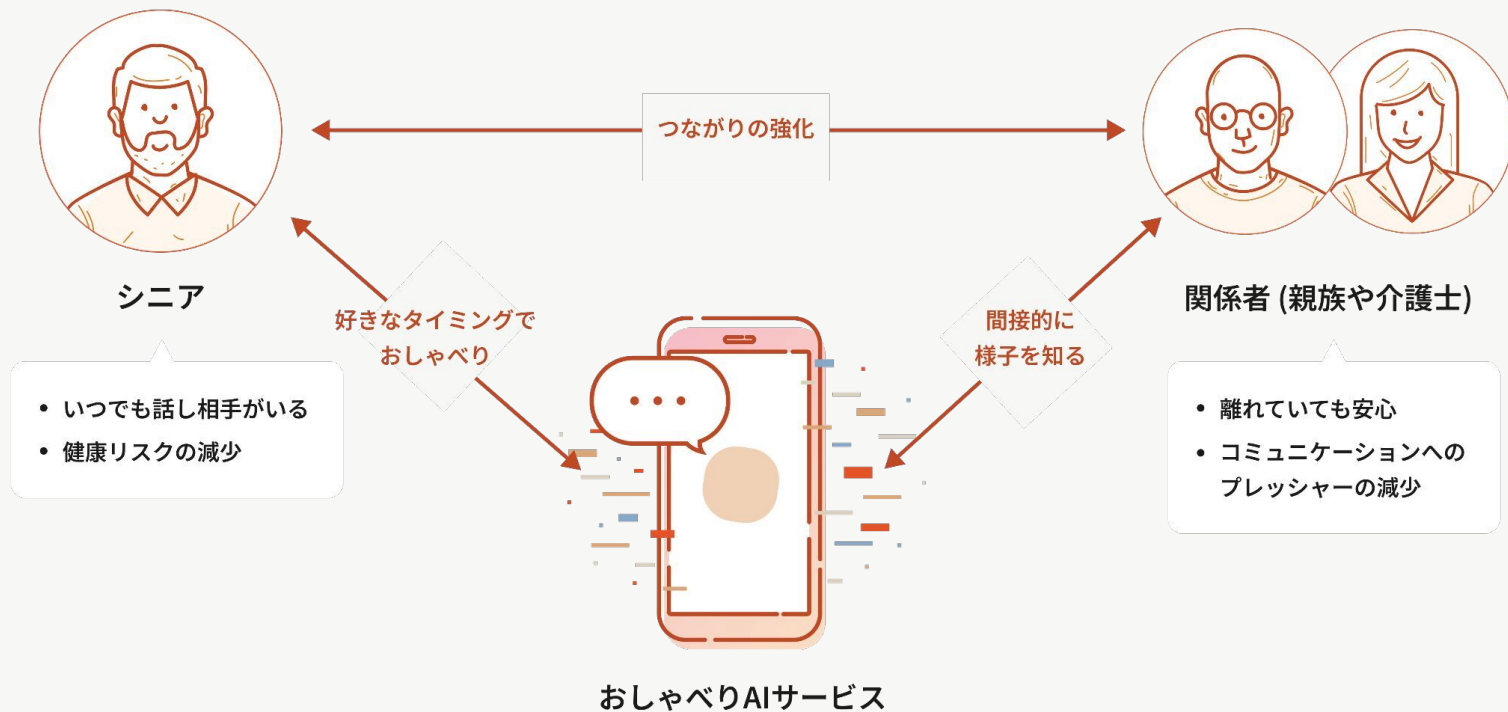 つながりの強化
シニア
関係者 (親族や介護士)
好きなタイミングで
おしゃべり
間接的に
様子を知る
• いつでも話し相手がいる
• 健康リスクの減少
• 離れていても安心
• コミュニケーションへの
プレッシャーの減少
おしゃべりAIサービス